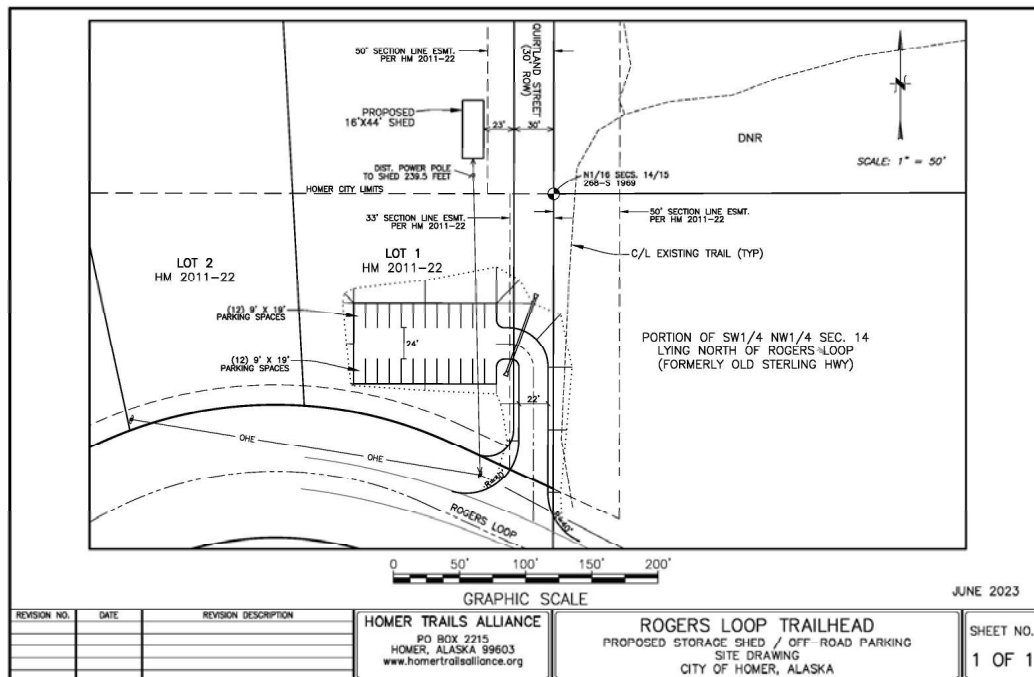 50' SECTION LINE ESMT.
PER HM 2011-22
QUIRTLAND STREET
(30' ROW)
PROPOSED
16'X44' SHED
23'
30'
DNR
N
SCALE: 1" = 50'
DIST. POWER POLE
TO SHED 239.5 FEET
N1/16 SECS. 14/15
268-S 1969
HOMER CITY LIMITS
33' SECTION LINE ESMT.
PER HM 2011-22
50' SECTION LINE ESMT.
PER HM 2011-22
C/L EXISTING TRAIL (TYP)
LOT 2
HM 2011-22
LOT 1
HM 2011-22
(12) 9' X 19'
PARKING SPACES
24'
(12) 9' X 19'
PARKING SPACES
PORTION OF SW1/4 NW1/4 SEC. 14
LYING NORTH OF ROGERS LOOP
(FORMERLY OLD STERLING HWY)
22'
OHE
OHE
R=40'
ROGERS LOOP
0 50' 100' 150' 200'
GRAPHIC SCALE
JUNE 2023
REVISION NO. DATE REVISION DESCRIPTION
HOMER TRAILS ALLIANCE
PO BOX 2215
HOMER, ALASKA 99603
www.homertrailsalliance.org
ROGERS LOOP TRAILHEAD
PROPOSED STORAGE SHED / OFF-ROAD PARKING
SITE DRAWING
CITY OF HOMER, ALASKA
SHEET NO.
1 OF 1